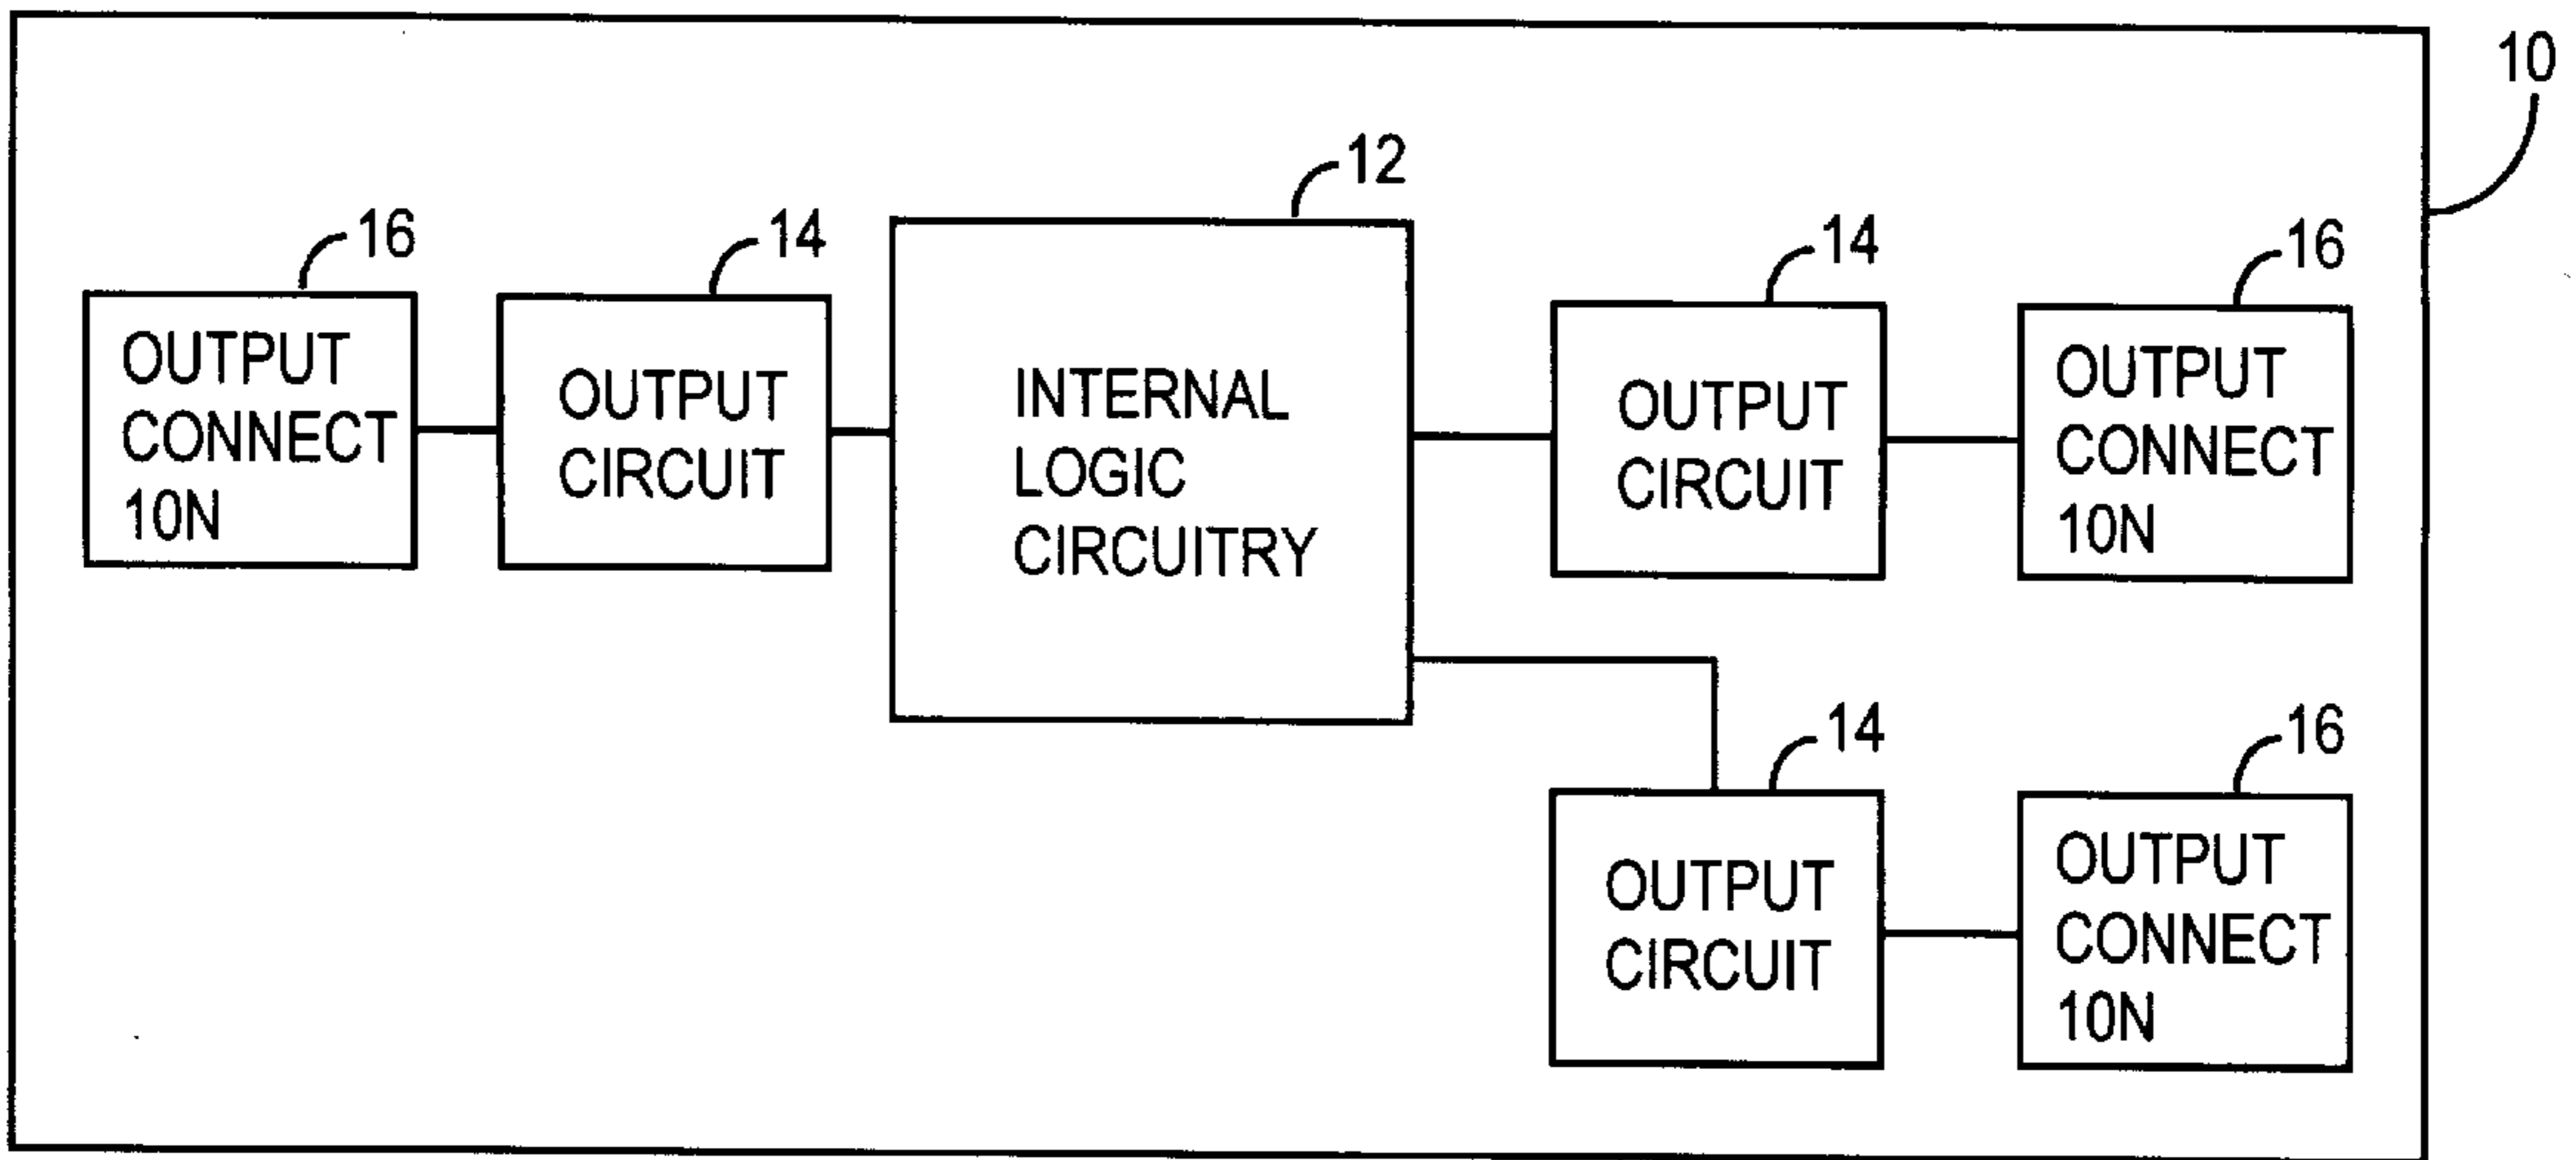 10
12
16
14
14
16
OUTPUT
CONNECT
10N
OUTPUT
CIRCUIT
INTERNAL
LOGIC
CIRCUITRY
OUTPUT
CIRCUIT
OUTPUT
CONNECT
10N
14
16
OUTPUT
CIRCUIT
OUTPUT
CONNECT
10N